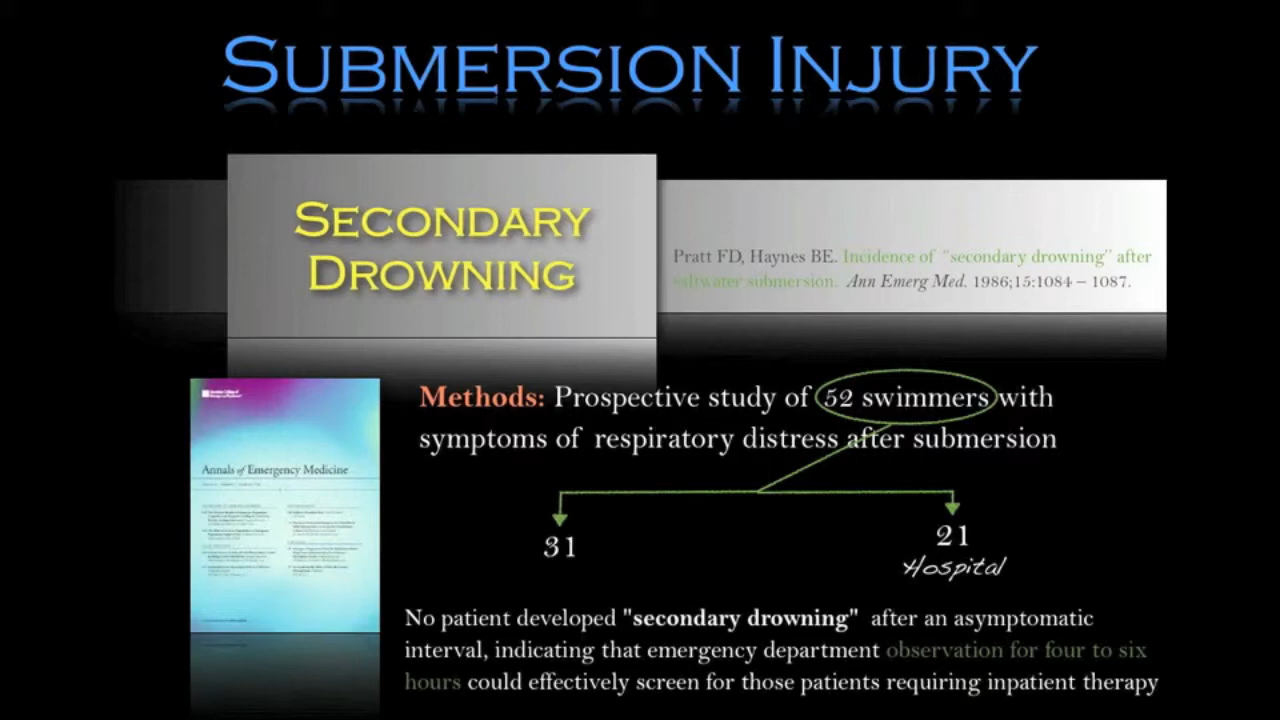 SUBMERSION INJURY
SECONDARY
DROWNING
Pratt FD, Haynes BE. Incidence of "secondary drowning" after
saltwater submersion. Ann Emerg Med. 1986;15:1084 – 1087.
Annals of Emergency Medicine
Methods: Prospective study of 52 swimmers with
symptoms of respiratory distress after submersion
31
21
Hospital
No patient developed "secondary drowning" after an asymptomatic
interval, indicating that emergency department observation for four to six
hours could effectively screen for those patients requiring inpatient therapy